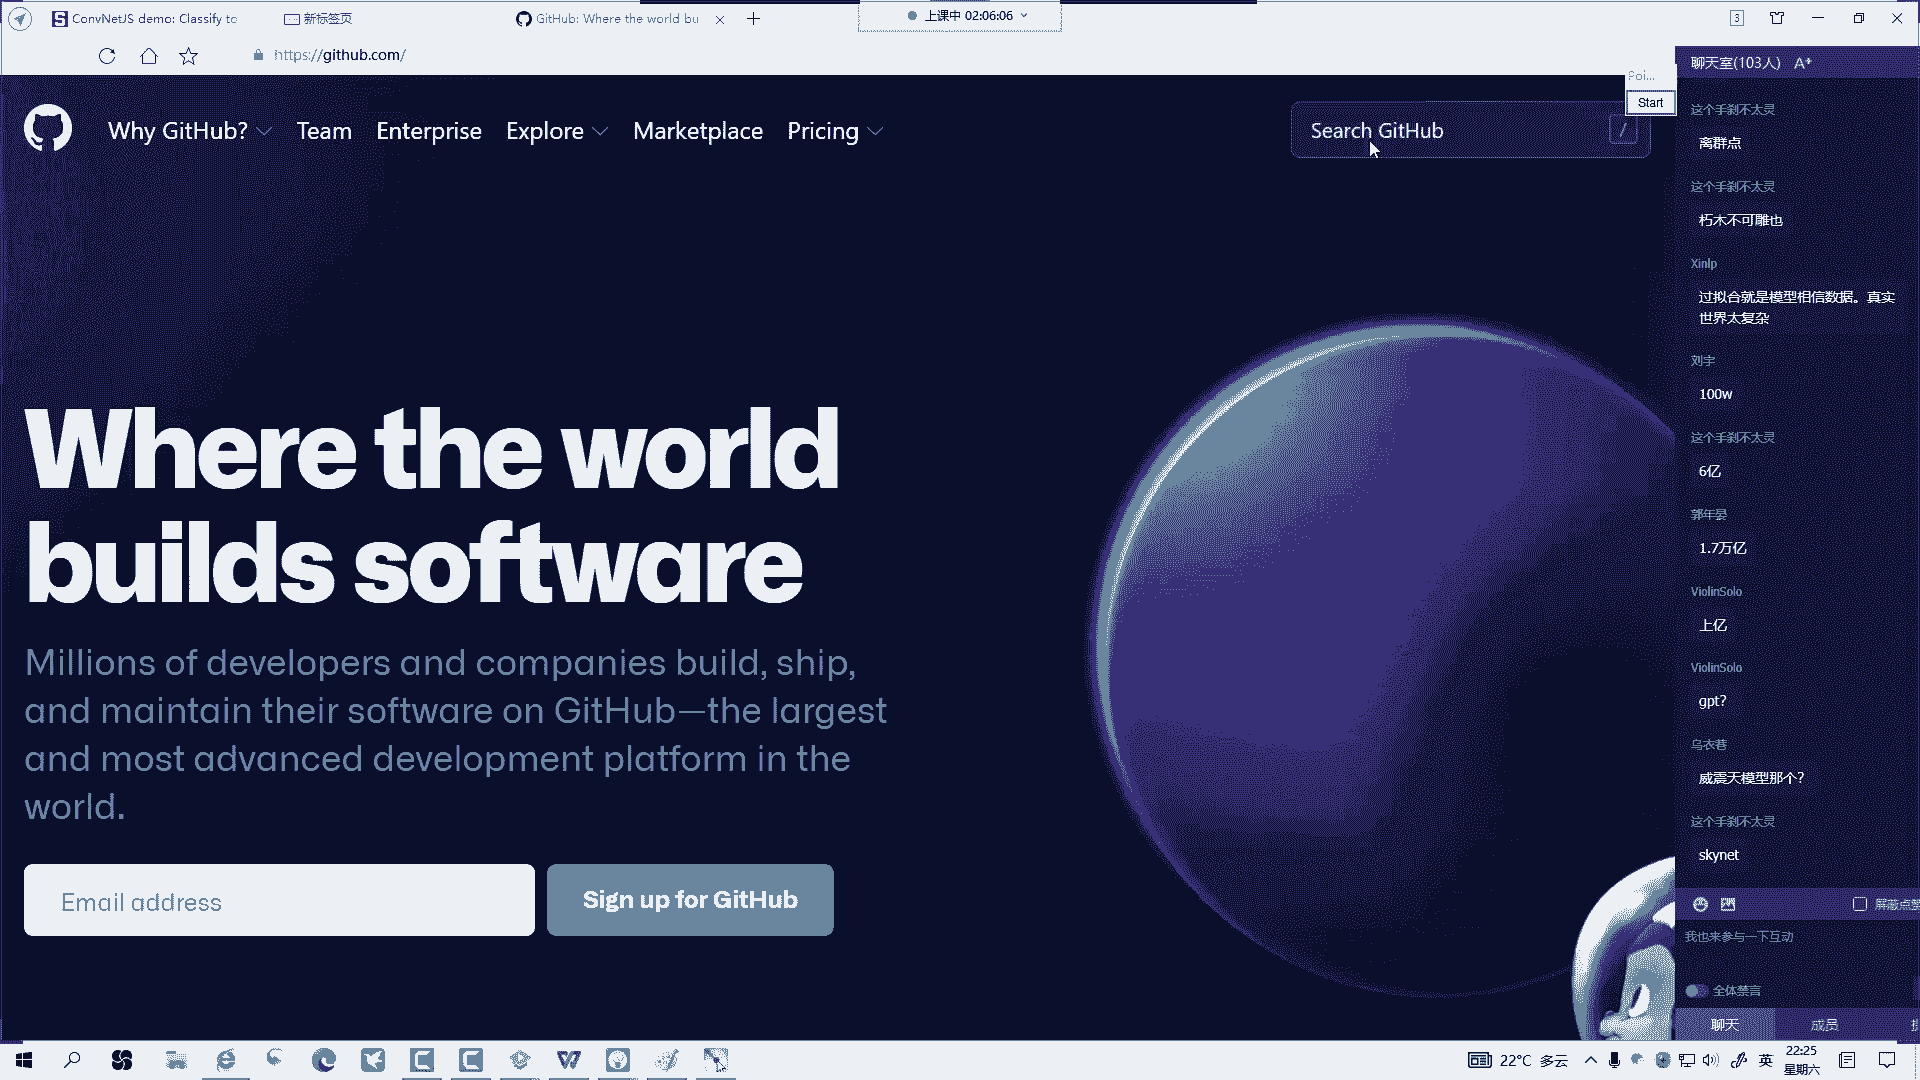 ConvNetJS demo: Classify to
新标签页
GitHub: Where the world bu
上课中 02:06:06
3
https://github.com/
Poi...
Start
Why GitHub?
Team
Enterprise
Explore
Marketplace
Pricing
Search GitHub
/
Where the world
builds software
Millions of developers and companies build, ship,
and maintain their software on GitHub—the largest
and most advanced development platform in the
world.
Email address
Sign up for GitHub
聊天室(103人)
A+
这个手刹不太灵
离群点
这个手刹不太灵
朽木不可雕也
Xinlp
过拟合就是模型相信数据。真实
世界太复杂
刘宇
100w
这个手刹不太灵
6亿
郭年晏
1.7万亿
ViolinSolo
上亿
ViolinSolo
gpt?
乌衣巷
威震天模型那个?
这个手刹不太灵
skynet
屏蔽点赞
我也来参与一下互动
全体禁言
聊天
成员
22°C 多云
英
22:25
星期六